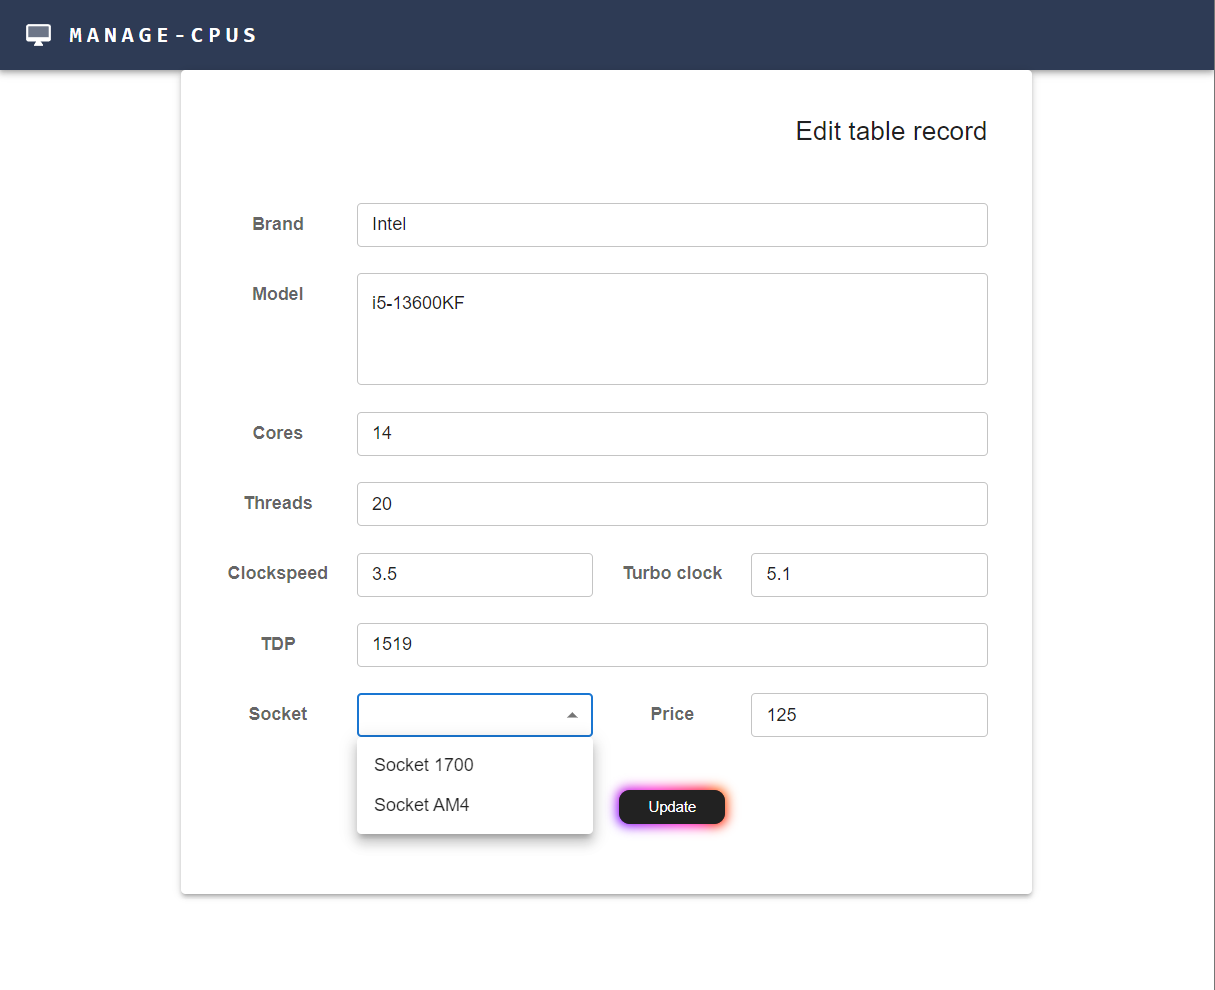 MANAGE-CPUS
Edit table record
Brand Intel
Model i5-13600KF
Cores 14
Threads 20
Clockspeed 3.5 Turbo clock 5.1
TDP 1519
Socket Price 125
Socket 1700
Socket AM4
Update